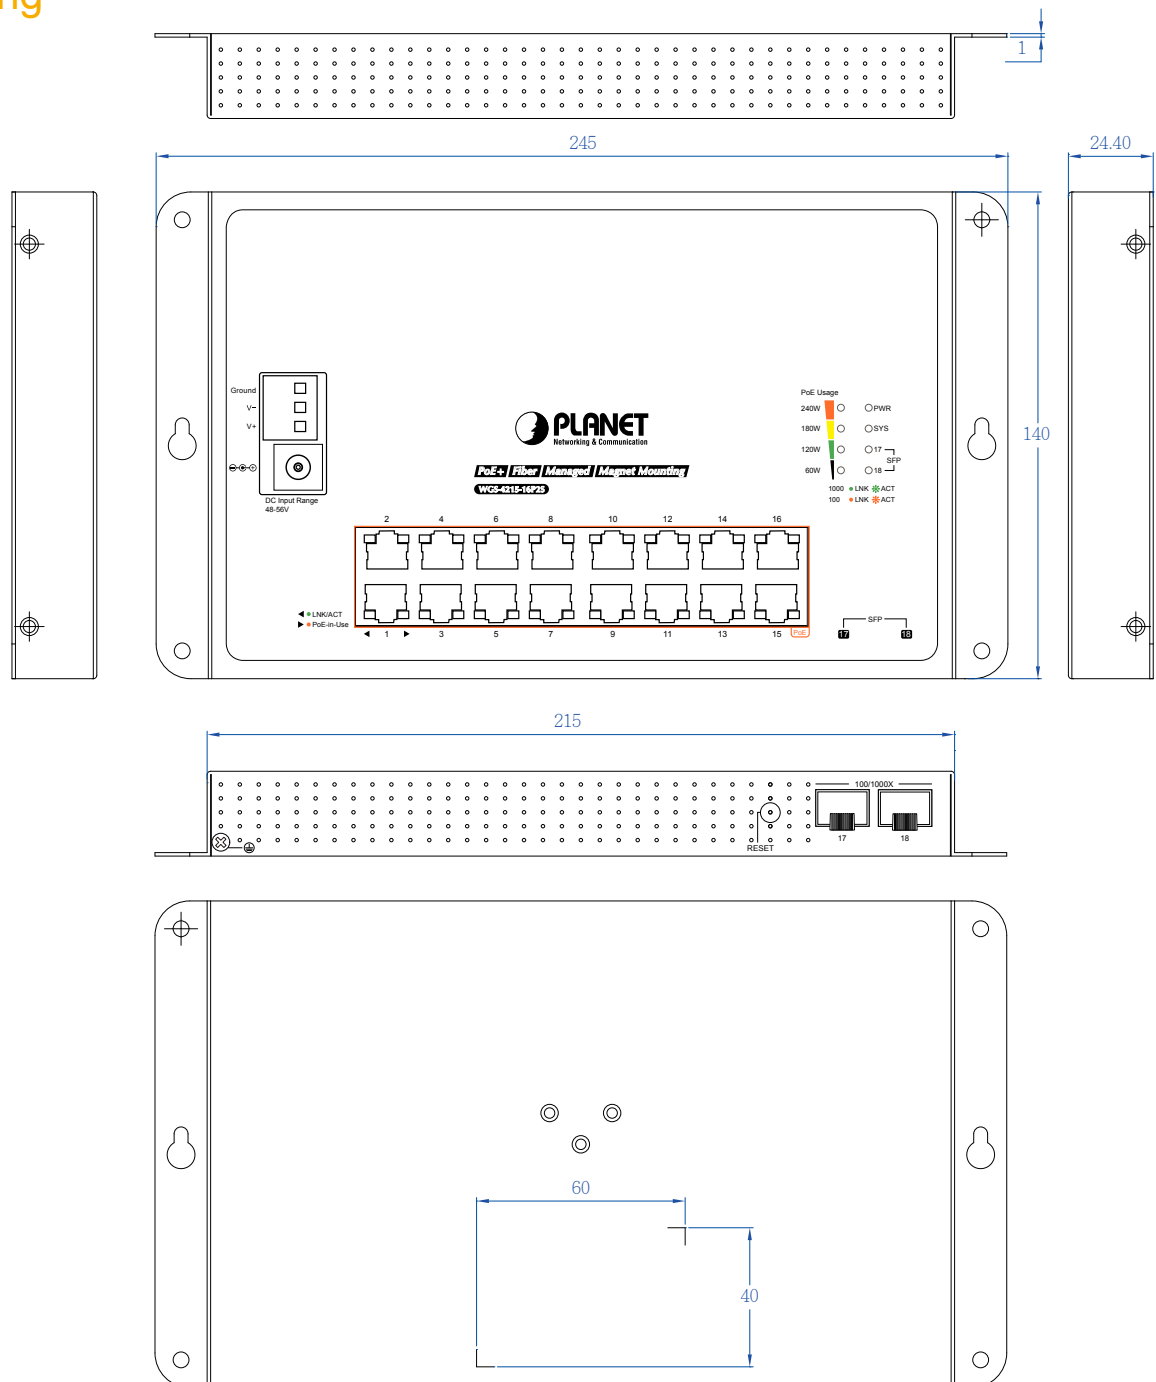 ng
1
245
24.40
Ground
V−
V+
DC Input Range
48-56V
PLANET
Networking & Communication
PoE+ Fiber Managed Magnet Mounting
WGS-4215-16P2S
PoE Usage
240W PWR
180W SYS
120W 17
SFP
60W 18
1000 LNK ACT
100 LNK ACT
140
2 4 6 8 10 12 14 16
LNK/ACT
PoE-in-Use
1 3 5 7 9 11 13 15 PoE
SFP
17 18
215
100/1000X
17 18
RESET
60
40